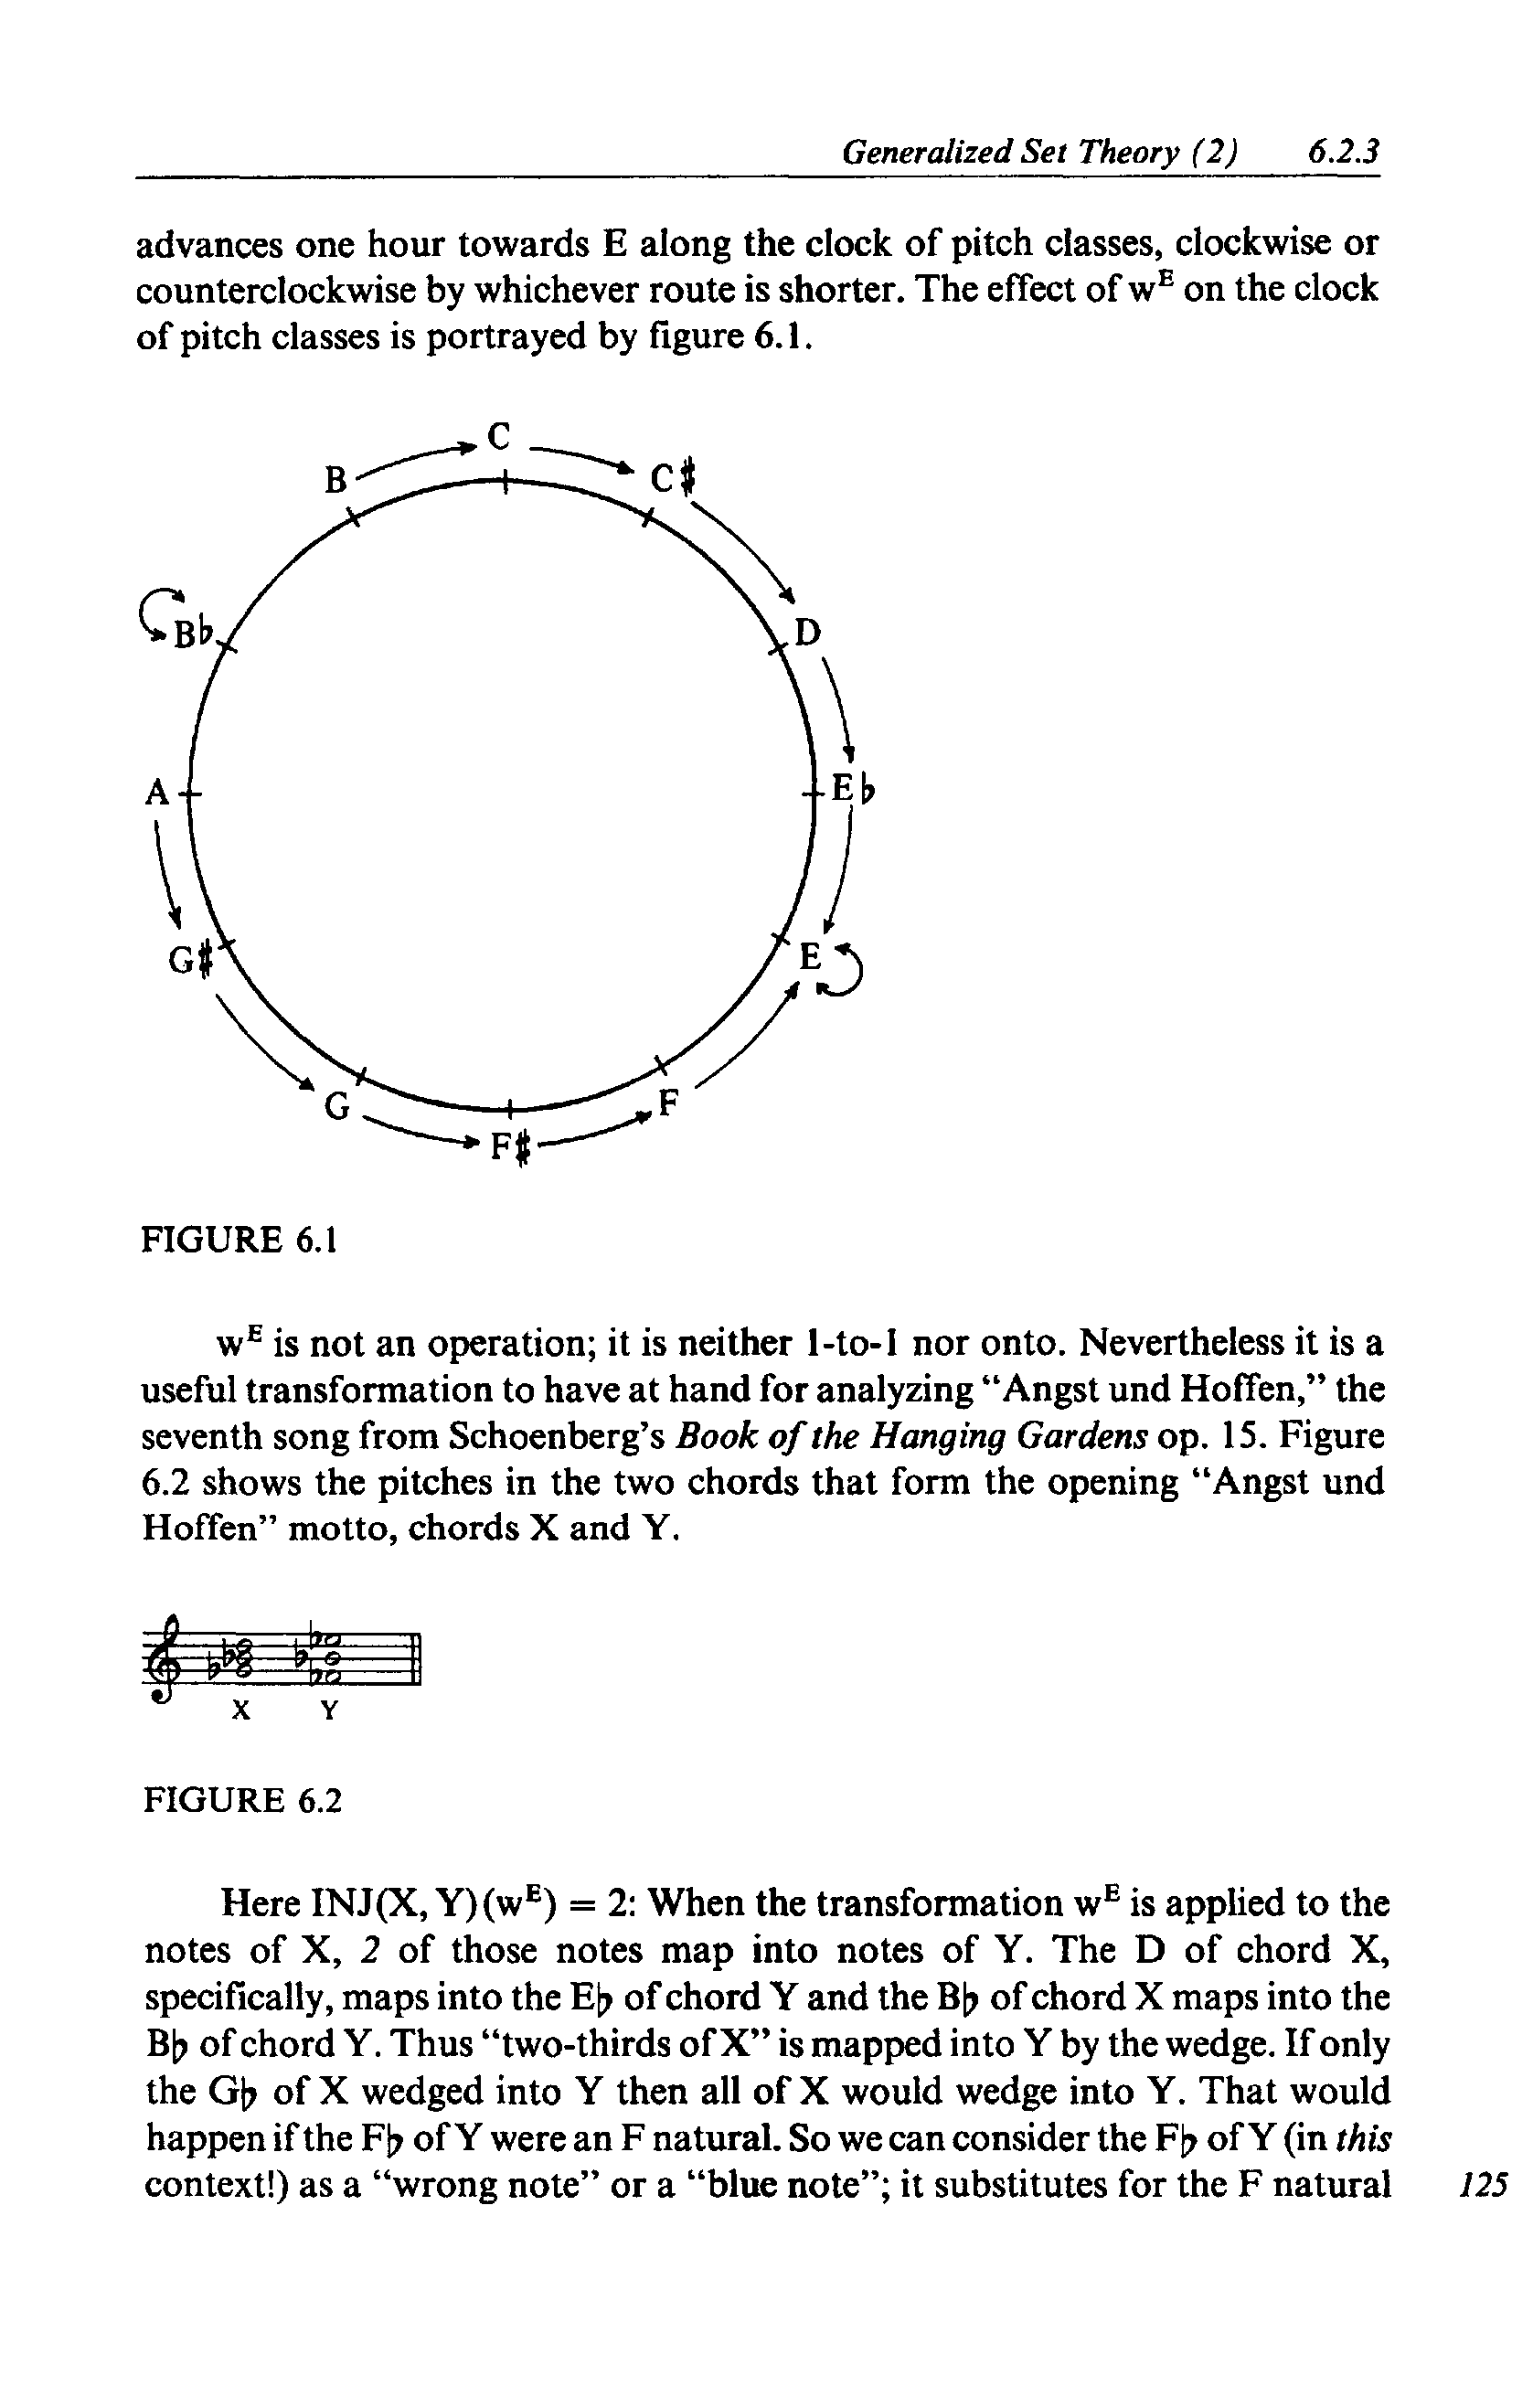 Generalized Set Theory (2) 6.2.3
advances one hour towards E along the clock of pitch classes, clockwise or
counterclockwise by whichever route is shorter. The effect of wᴱ on the clock
of pitch classes is portrayed by figure 6.1.
C
B
C♯
B♭
D
A
E♭
G♯
E
G
F
F♯
FIGURE 6.1
wᴱ is not an operation; it is neither 1-to-1 nor onto. Nevertheless it is a
useful transformation to have at hand for analyzing “Angst und Hoffen,” the
seventh song from Schoenberg’s Book of the Hanging Gardens op. 15. Figure
6.2 shows the pitches in the two chords that form the opening “Angst und
Hoffen” motto, chords X and Y.
X Y
FIGURE 6.2
Here INJ(X, Y)(wᴱ) = 2: When the transformation wᴱ is applied to the
notes of X, 2 of those notes map into notes of Y. The D of chord X,
specifically, maps into the E♭ of chord Y and the B♭ of chord X maps into the
B♭ of chord Y. Thus “two-thirds of X” is mapped into Y by the wedge. If only
the G♭ of X wedged into Y then all of X would wedge into Y. That would
happen if the F♭ of Y were an F natural. So we can consider the F♭ of Y (in this
context!) as a “wrong note” or a “blue note”; it substitutes for the F natural
125